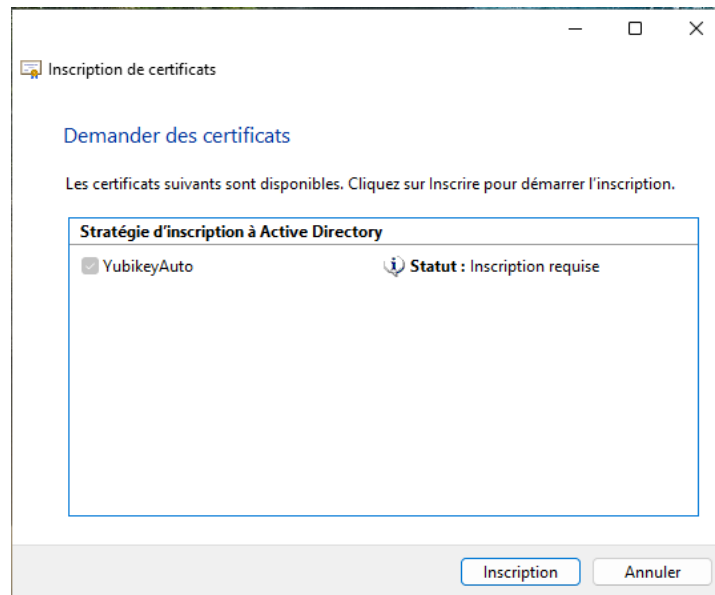 Inscription de certificats
Demander des certificats
Les certificats suivants sont disponibles. Cliquez sur Inscrire pour démarrer l’inscription.
Stratégie d’inscription à Active Directory
YubikeyAuto Statut : Inscription requise
Inscription Annuler